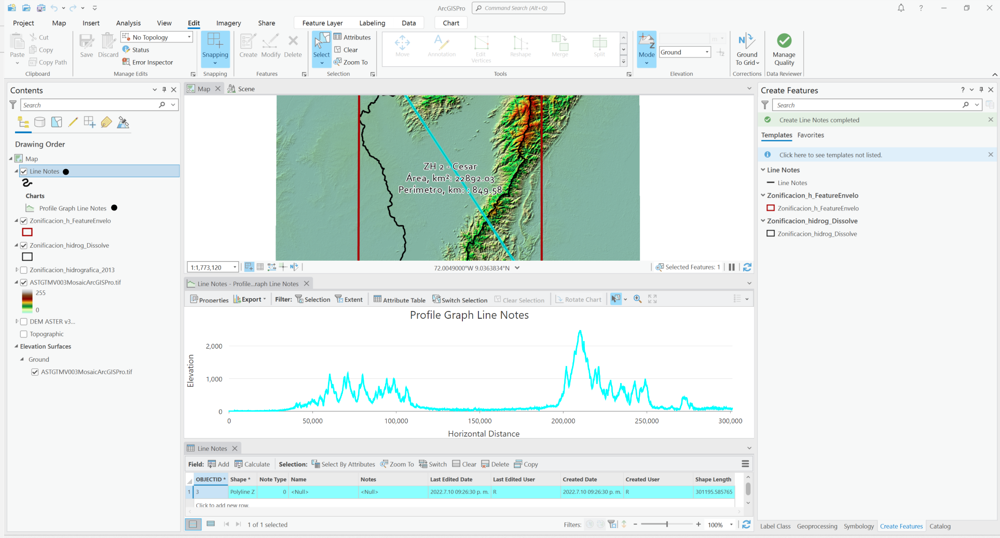 ArcGISPro
Command Search (Alt+Q)
Project Map Insert Analysis View Edit Imagery Share Feature Layer Labeling Data Chart
Paste
Cut
Copy
Copy Path
Clipboard
Save
Discard
No Topology
Status
Error Inspector
Manage Edits
Snapping
Snapping
Create
Modify
Delete
Features
Select
Attributes
Clear
Zoom To
Selection
Move
Annotation
Edit
Vertices
Reshape
Merge
Split
Tools
Mode
m
Ground
Elevation
Ground
To Grid
Corrections
Manage
Quality
Data Reviewer
Contents
Search
Drawing Order
Map
Line Notes
Charts
Profile Graph Line Notes
Zonificacion_h_FeatureEnvelo
Zonificacion_hidrog_Dissolve
Zonificacion_hidrografica_2013
ASTGTMV003MosaicArcGISPro.tif
255
0
DEM ASTER v3...
Topographic
Elevation Surfaces
Ground
ASTGTMV003MosaicArcGISPro.tif
Map Scene
ZH 2 - Cesar
Área, km²: 22892.03
Perímetro, km: : 849.58
1:1,773,120
72.0049000°W 9.0363834°N
Selected Features: 1
Line Notes - Profile...raph Line Notes
Properties Export Filter: Selection Extent Attribute Table Switch Selection Clear Selection Rotate Chart
Profile Graph Line Notes
Elevation
2,000
1,000
0
0 50,000 100,000 150,000 200,000 250,000 300,000
Horizontal Distance
Line Notes
Field: Add Calculate Selection: Select By Attributes Zoom To Switch Clear Delete Copy
OBJECTID * Shape * Note Type Name Notes Last Edited Date Last Edited User Created Date Created User Shape Length
1 3 Polyline Z 0 <Null> <Null> 2022.7.10 09:26:30 p. m. R 2022.7.10 09:26:30 p. m. R 301195.585765
Click to add new row.
1 of 1 selected
Filters:
100%
Create Features
Search
Create Line Notes completed
Templates Favorites
Click here to see templates not listed.
Line Notes
Line Notes
Zonificacion_h_FeatureEnvelo
Zonificacion_h_FeatureEnvelo
Zonificacion_hidrog_Dissolve
Zonificacion_hidrog_Dissolve
Label Class Geoprocessing Symbology Create Features Catalog